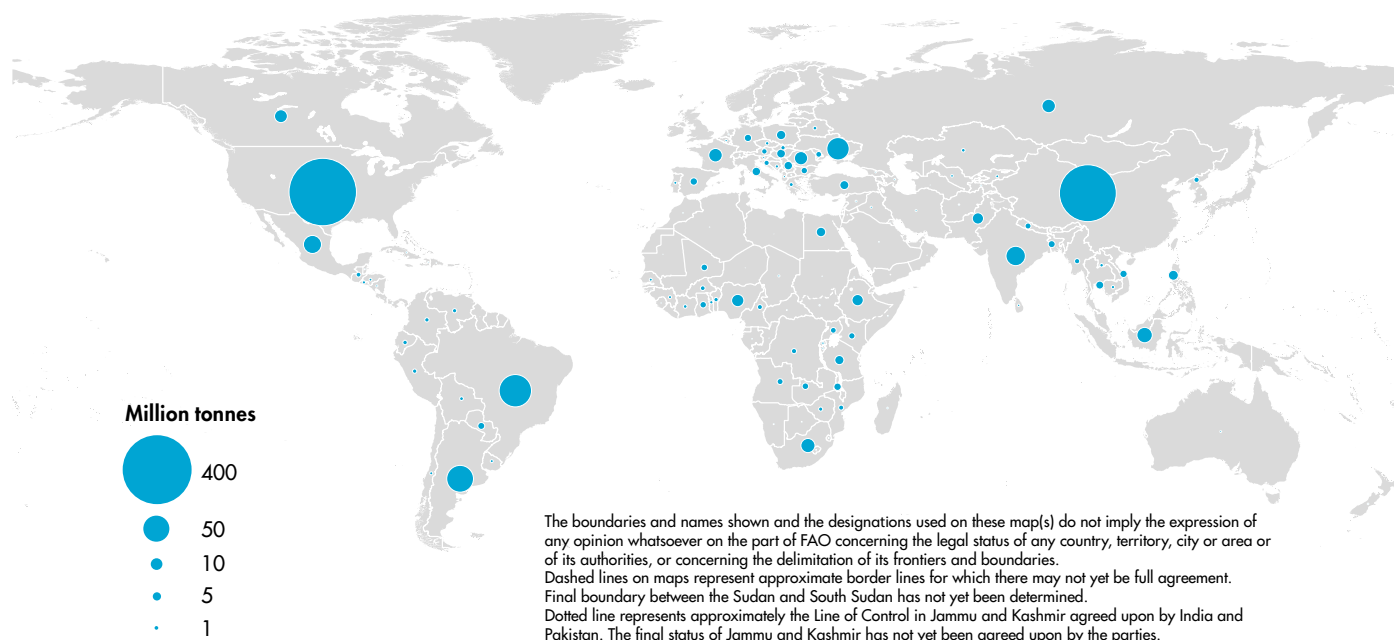 Million tonnes
400
50
10
5
1
The boundaries and names shown and the designations used on these map(s) do not imply the expression of
any opinion whatsoever on the part of FAO concerning the legal status of any country, territory, city or area or
of its authorities, or concerning the delimitation of its frontiers and boundaries.
Dashed lines on maps represent approximate border lines for which there may not yet be full agreement.
Final boundary between the Sudan and South Sudan has not yet been determined.
Dotted line represents approximately the Line of Control in Jammu and Kashmir agreed upon by India and
Pakistan. The final status of Jammu and Kashmir has not yet been agreed upon by the parties.